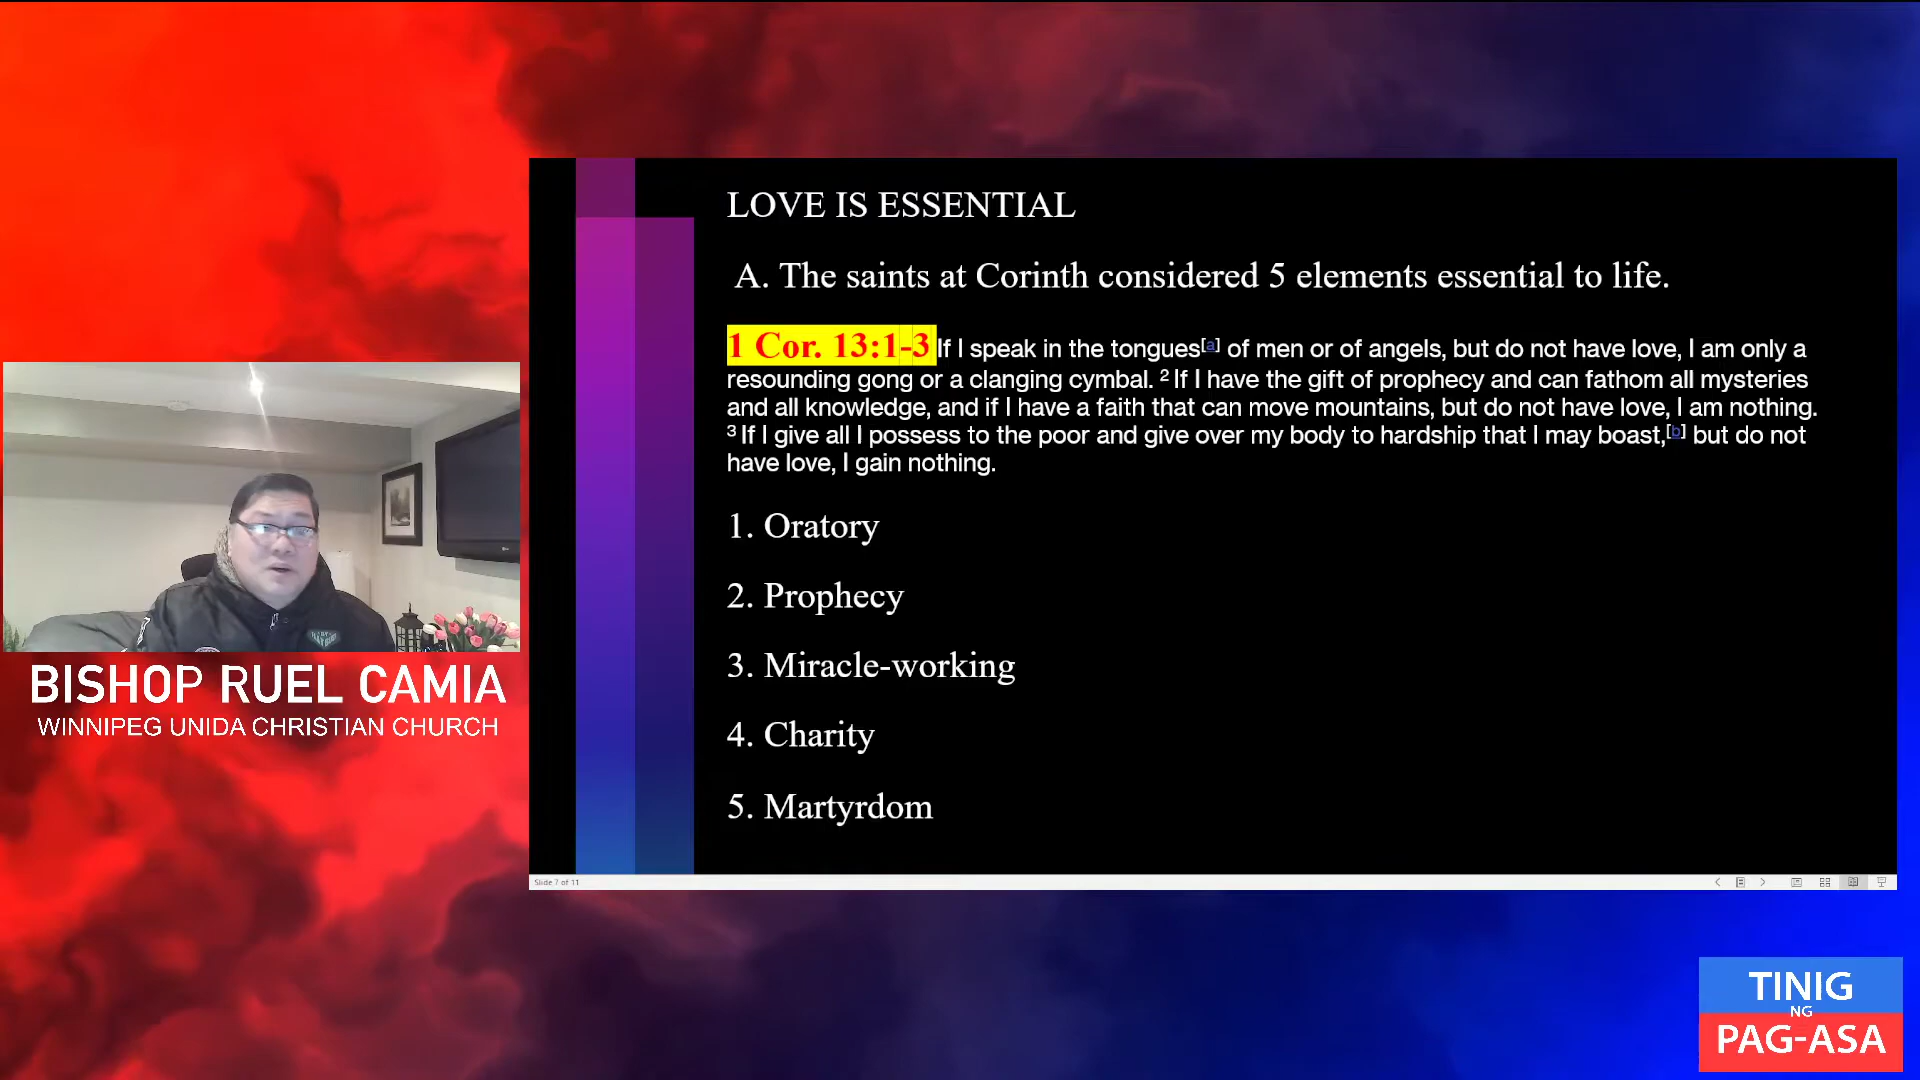 LOVE IS ESSENTIAL
A. The saints at Corinth considered 5 elements essential to life.
1 Cor. 13:1-3 If I speak in the tongues[a] of men or of angels, but do not have love, I am only a
resounding gong or a clanging cymbal. 2 If I have the gift of prophecy and can fathom all mysteries
and all knowledge, and if I have a faith that can move mountains, but do not have love, I am nothing.
3 If I give all I possess to the poor and give over my body to hardship that I may boast,[b] but do not
have love, I gain nothing.
1. Oratory
2. Prophecy
3. Miracle-working
4. Charity
5. Martyrdom
Slide 7 of 11
BISHOP RUEL CAMIA
WINNIPEG UNIDA CHRISTIAN CHURCH
TINIG
NG
PAG-ASA